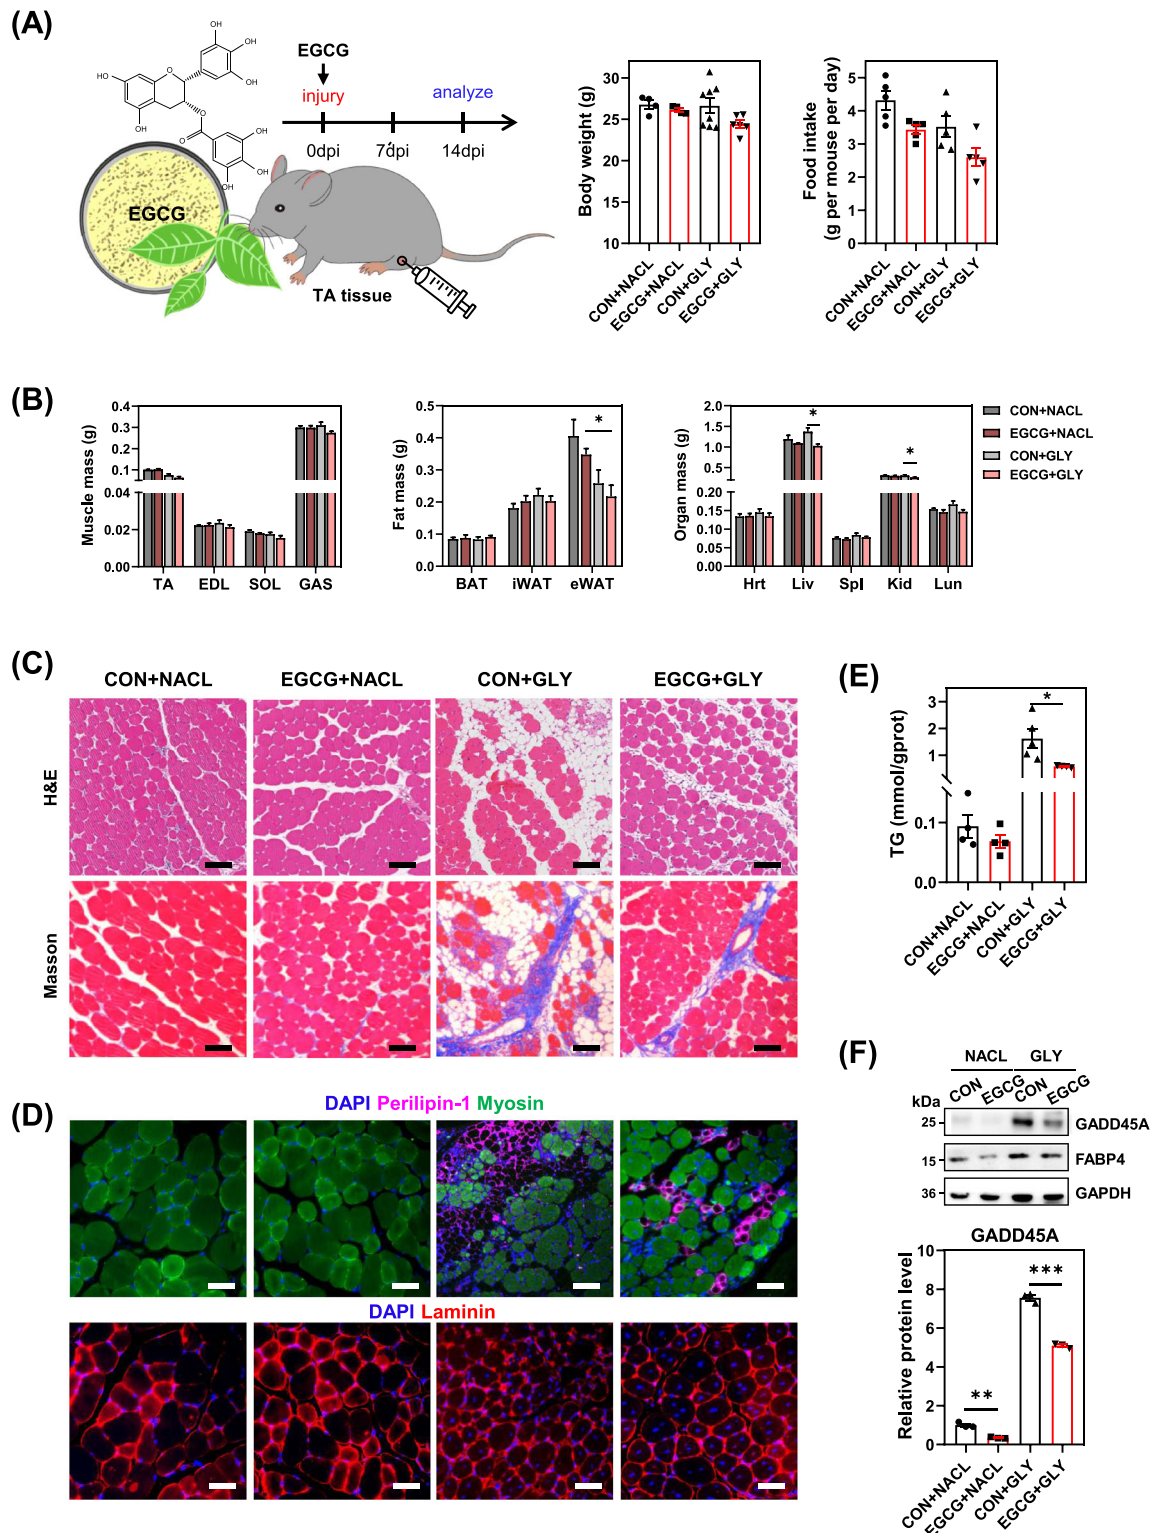 (A)
OH
OH
OH
HO
O
OH
O
O
OH
OH
OH
EGCG
EGCG
injury
analyze
0dpi
7dpi
14dpi
TA tissue
Body weight (g)
30
25
20
15
10
CON+NACL
EGCG+NACL
CON+GLY
EGCG+GLY
Food intake
(g per mouse per day)
5
4
3
2
1
0
CON+NACL
EGCG+NACL
CON+GLY
EGCG+GLY
(B)
Muscle mass (g)
0.4
0.3
0.2
0.1
0.04
0.02
0.00
TA EDL SOL GAS
Fat mass (g)
0.5
0.4
0.3
0.2
0.1
0.0
*
BAT iWAT eWAT
Organ mass (g)
2.0
1.5
1.0
0.5
0.20
0.15
0.10
0.05
0.00
*
*
Hrt Liv Spl Kid Lun
CON+NACL
EGCG+NACL
CON+GLY
EGCG+GLY
(C)
CON+NACL EGCG+NACL CON+GLY EGCG+GLY
H&E
Masson
(D)
DAPI Perilipin-1 Myosin
DAPI Laminin
(E)
TG (mmol/gprot)
3
2
1
0.1
0.0
*
CON+NACL
EGCG+NACL
CON+GLY
EGCG+GLY
(F)
NACL GLY
kDa CON EGCG CON EGCG
25 GADD45A
15 FABP4
36 GAPDH
GADD45A
Relative protein level
10
8
6
4
2
0
**
***
CON+NACL
EGCG+NACL
CON+GLY
EGCG+GLY